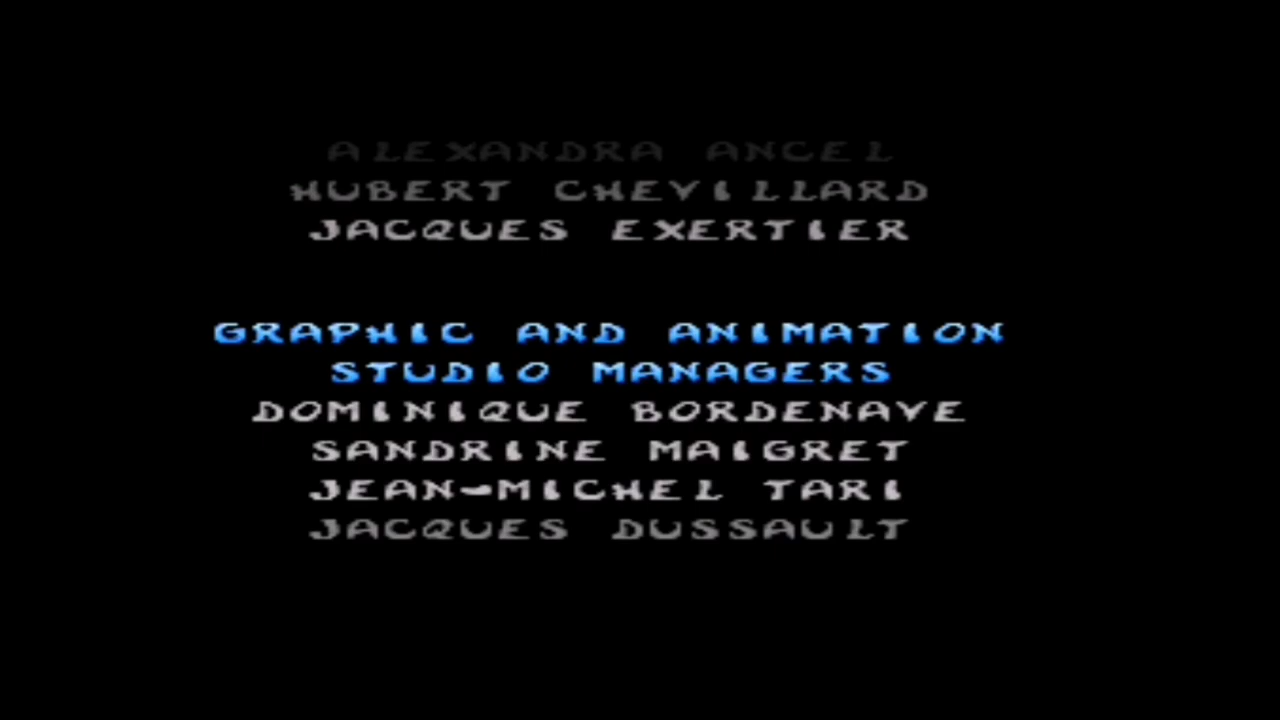 ALEXANDRA ANCEL
HUBERT CHEVILLARD
JACQUES EXERTIER
GRAPHIC AND ANIMATION
STUDIO MANAGERS
DOMINIQUE BORDENAVE
SANDRINE MAIGRET
JEAN-MICHEL TARI
JACQUES DUSSAULT